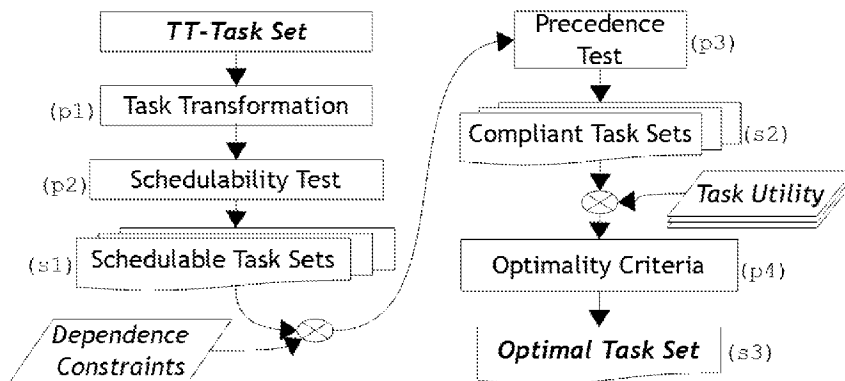 TT-Task Set
(p1) Task Transformation
(p2) Schedulability Test
(s1) Schedulable Task Sets
Dependence
Constraints
Precedence
Test
(p3)
Compliant Task Sets (s2)
Task Utility
Optimality Criteria (p4)
Optimal Task Set (s3)